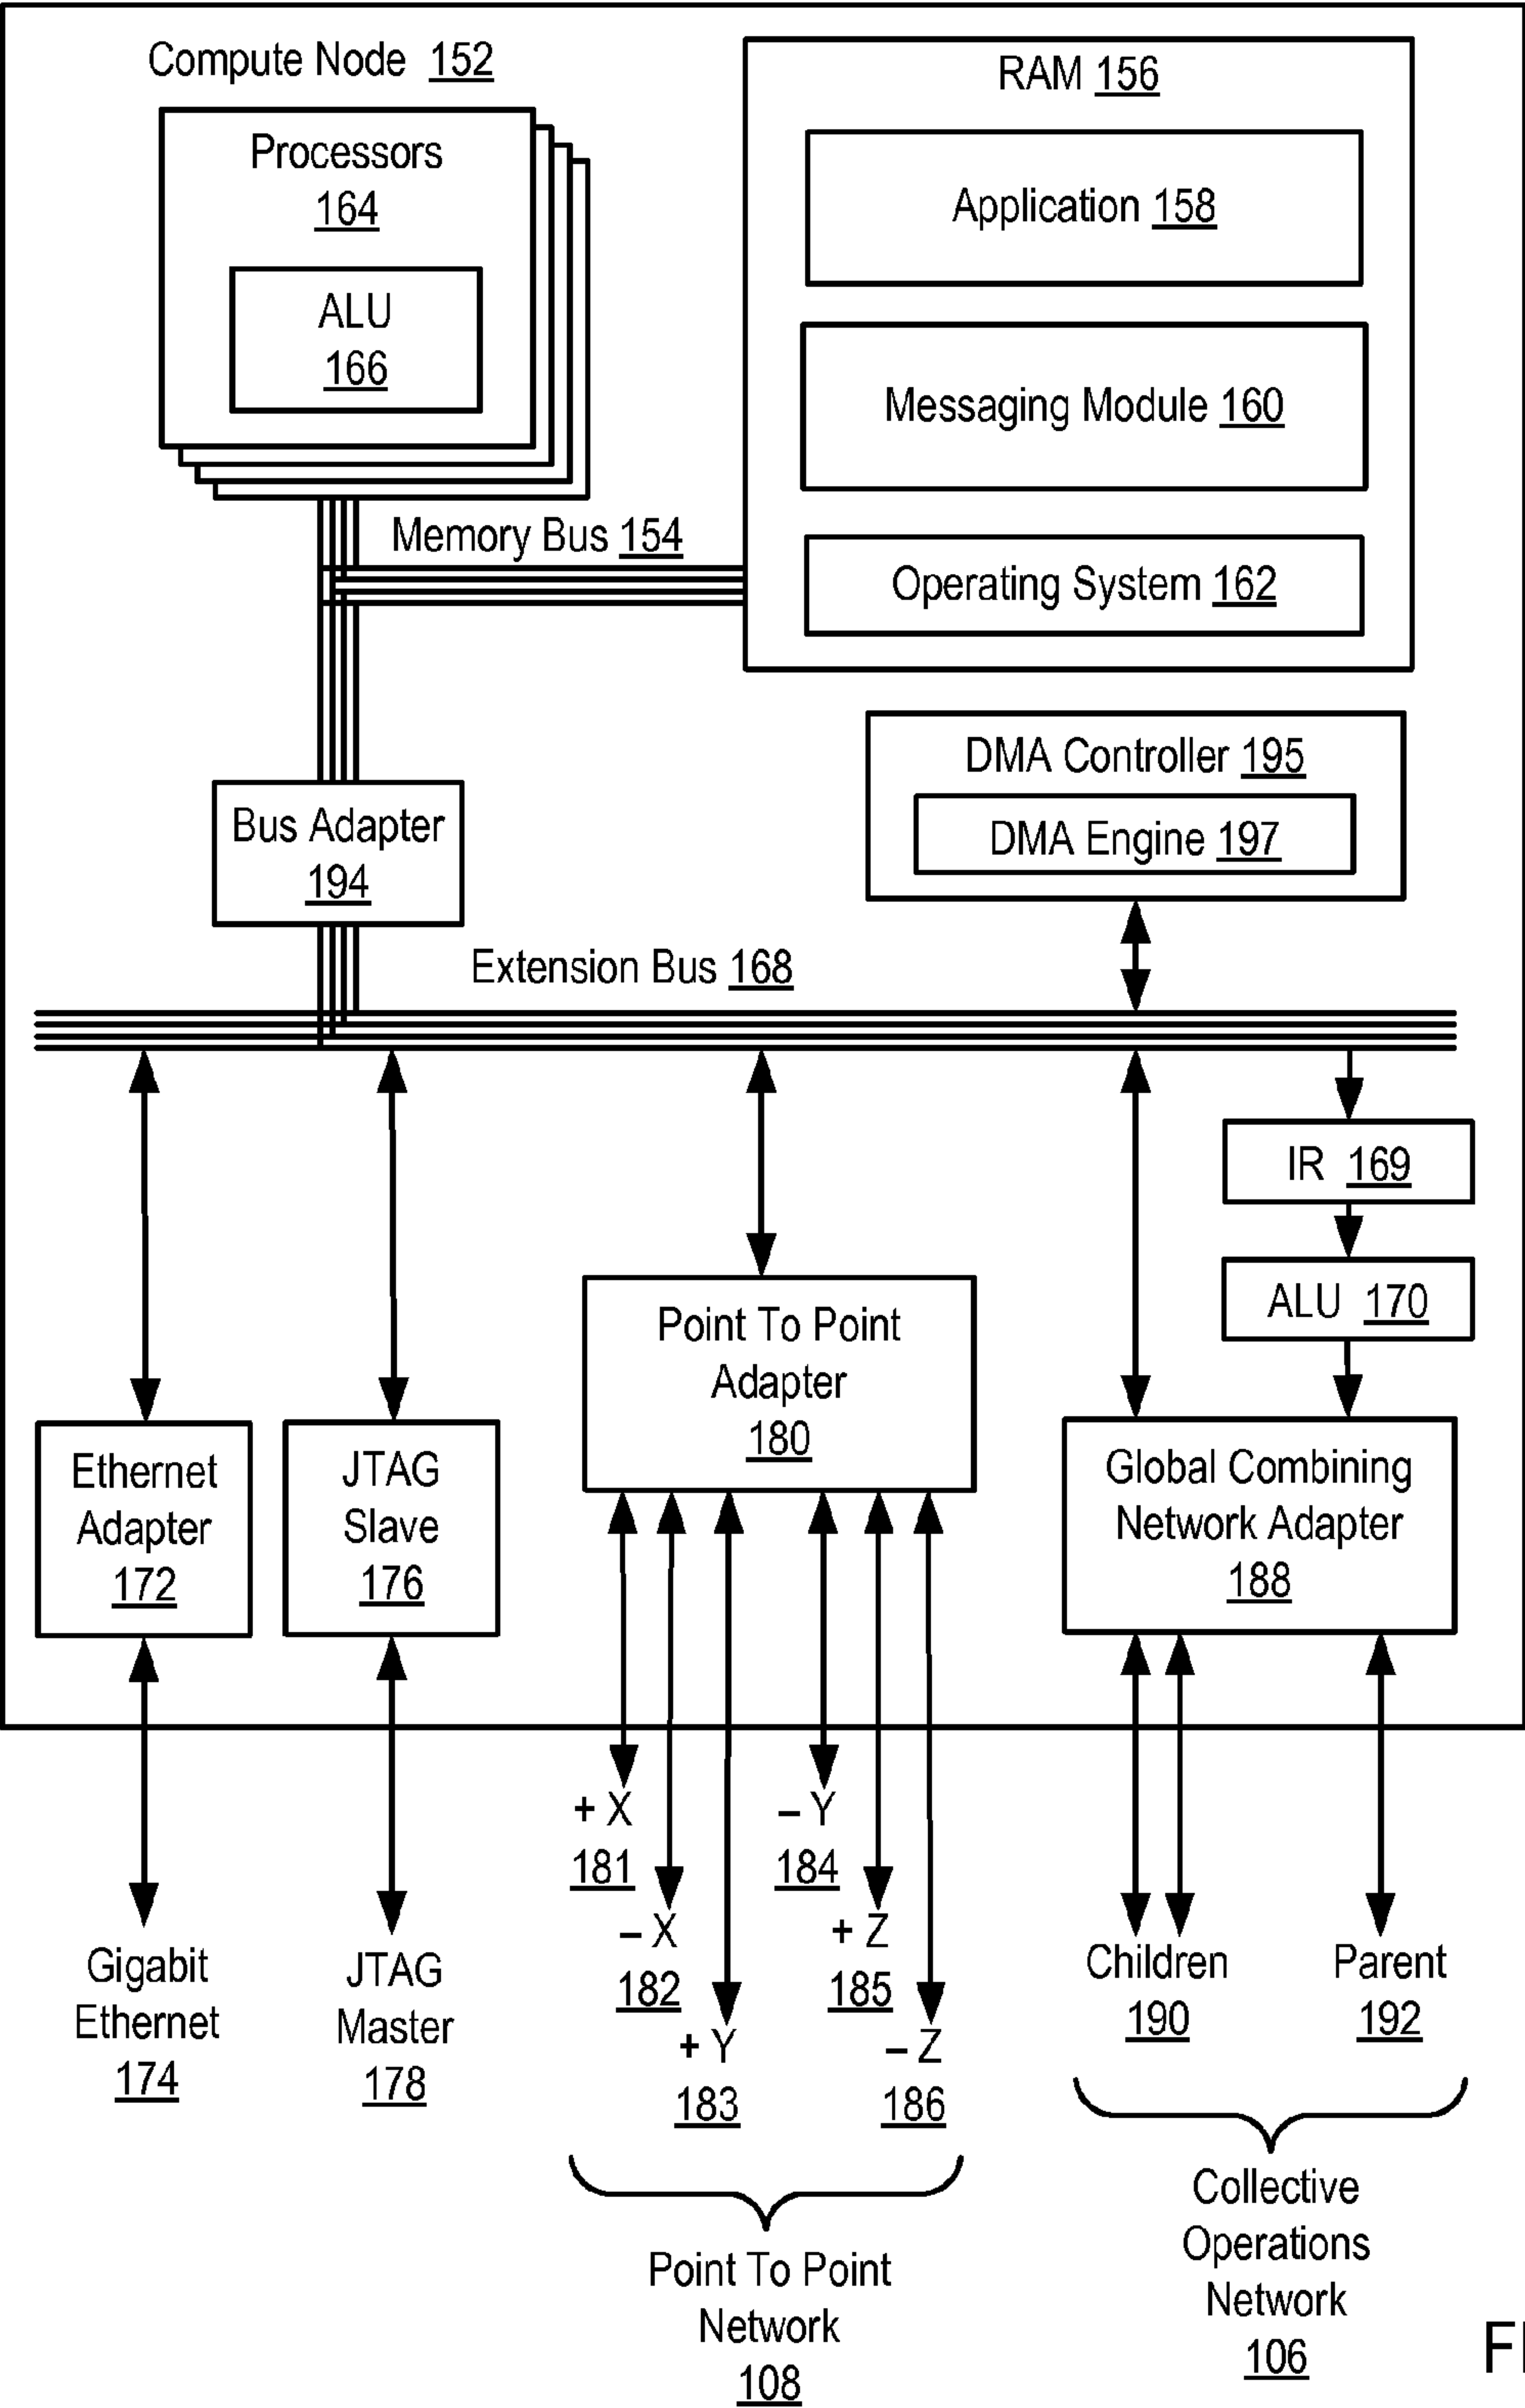 Compute Node 152
Processors
164
ALU
166
RAM 156
Application 158
Messaging Module 160
Operating System 162
Memory Bus 154
DMA Controller 195
DMA Engine 197
Bus Adapter
194
Extension Bus 168
IR 169
ALU 170
Point To Point
Adapter
180
Ethernet
Adapter
172
JTAG
Slave
176
Global Combining
Network Adapter
188
+ X
181
– X
182
+ Y
183
– Y
184
+ Z
185
– Z
186
Gigabit
Ethernet
174
JTAG
Master
178
Children
190
Parent
192
Point To Point
Network
108
Collective
Operations
Network
106